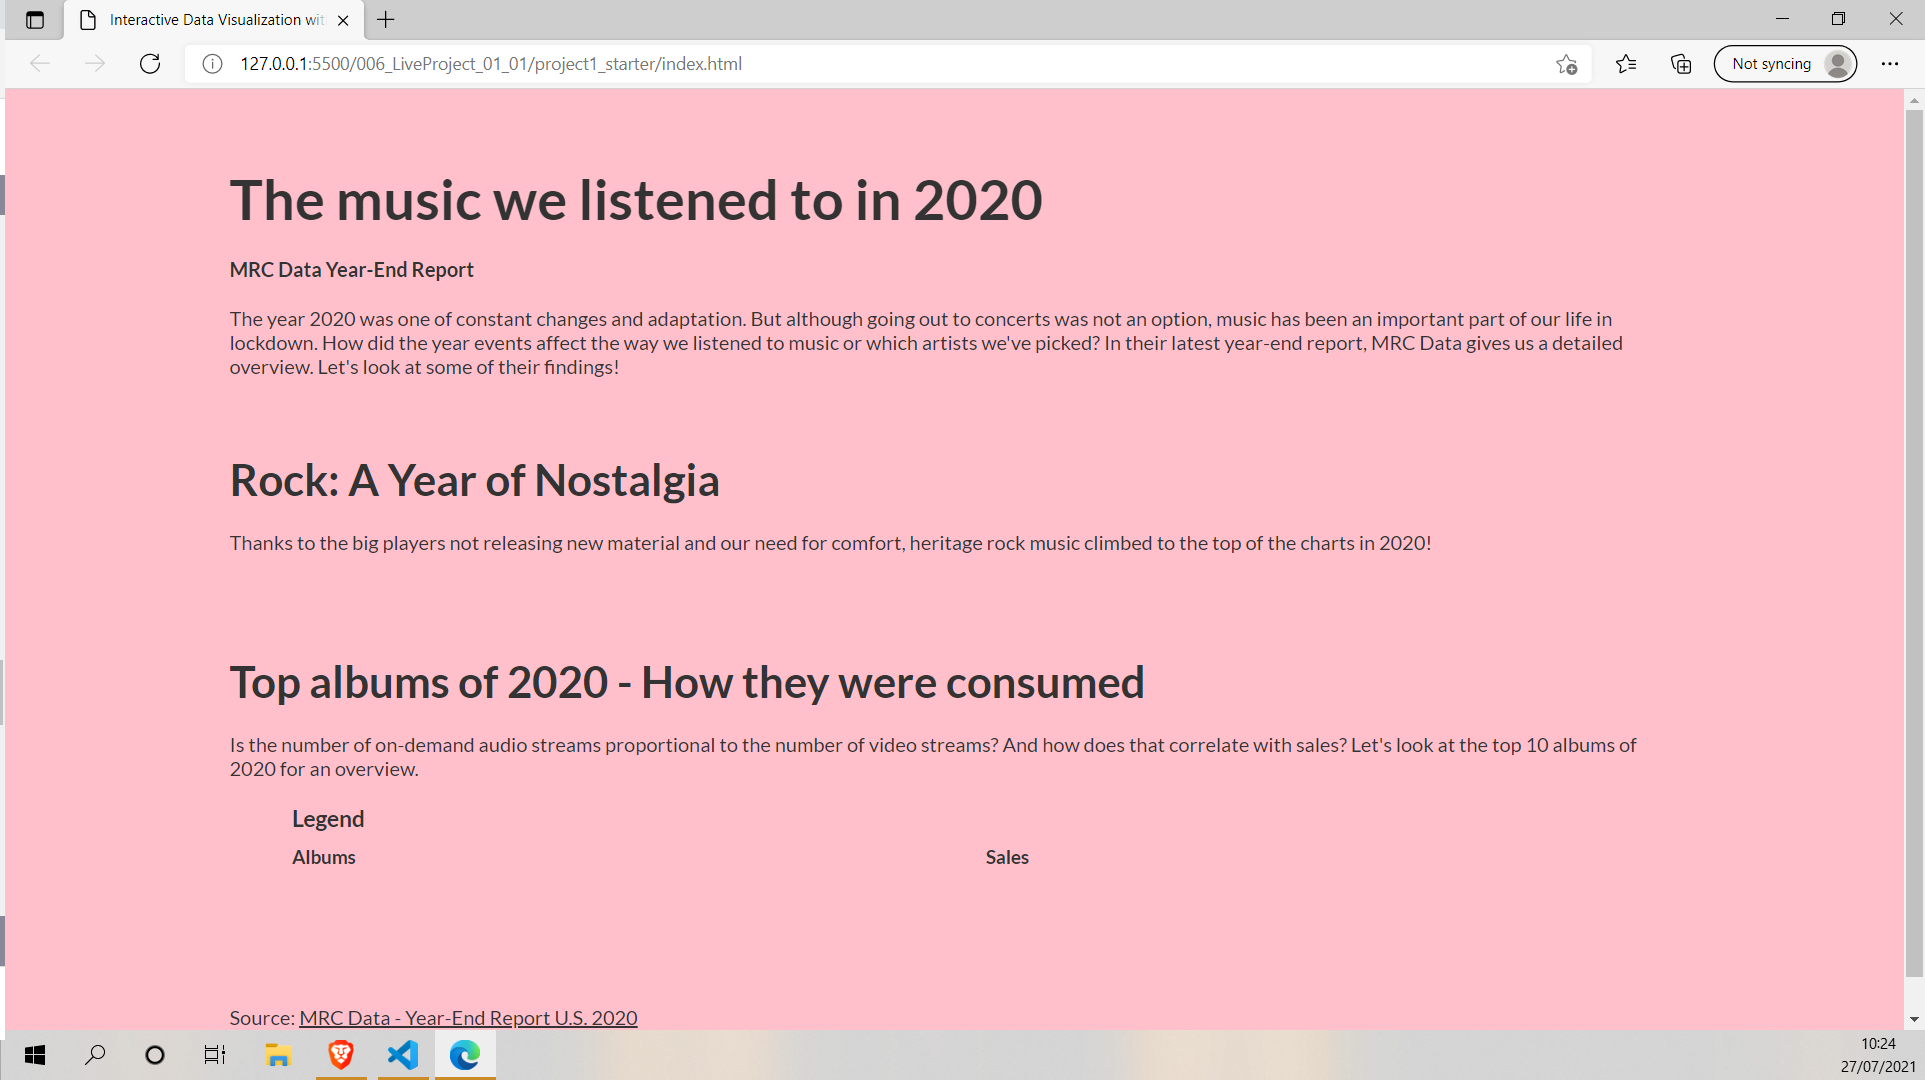 Interactive Data Visualization wit
127.0.0.1:5500/006_LiveProject_01_01/project1_starter/index.html
Not syncing
The music we listened to in 2020
MRC Data Year-End Report
The year 2020 was one of constant changes and adaptation. But although going out to concerts was not an option, music has been an important part of our life in
lockdown. How did the year events affect the way we listened to music or which artists we've picked? In their latest year-end report, MRC Data gives us a detailed
overview. Let's look at some of their findings!
Rock: A Year of Nostalgia
Thanks to the big players not releasing new material and our need for comfort, heritage rock music climbed to the top of the charts in 2020!
Top albums of 2020 - How they were consumed
Is the number of on-demand audio streams proportional to the number of video streams? And how does that correlate with sales? Let's look at the top 10 albums of
2020 for an overview.
Legend
Albums
Sales
Source: MRC Data - Year-End Report U.S. 2020
10:24
27/07/2021